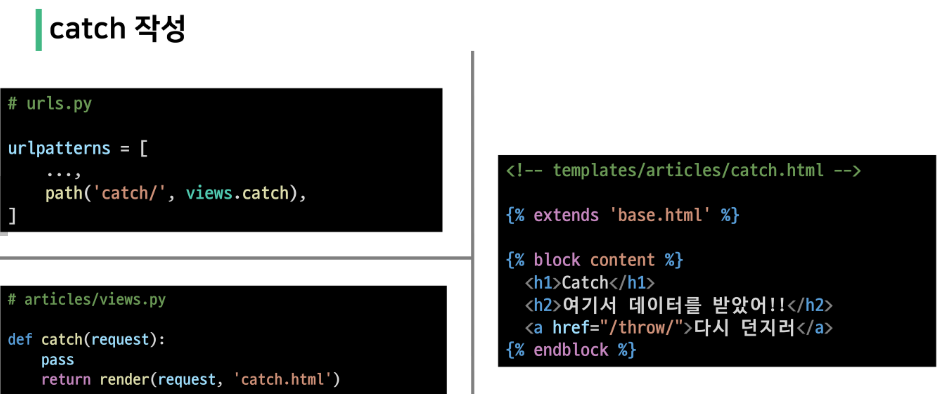 catch 작성
# urls.py
urlpatterns = [
    ...,
    path('catch/', views.catch),
]
# articles/views.py
def catch(request):
    pass
    return render(request, 'catch.html')
<!-- templates/articles/catch.html -->
{% extends 'base.html' %}
{% block content %}
  <h1>Catch</h1>
  <h2>여기서 데이터를 받았어!!</h2>
  <a href="/throw/">다시 던지러</a>
{% endblock %}